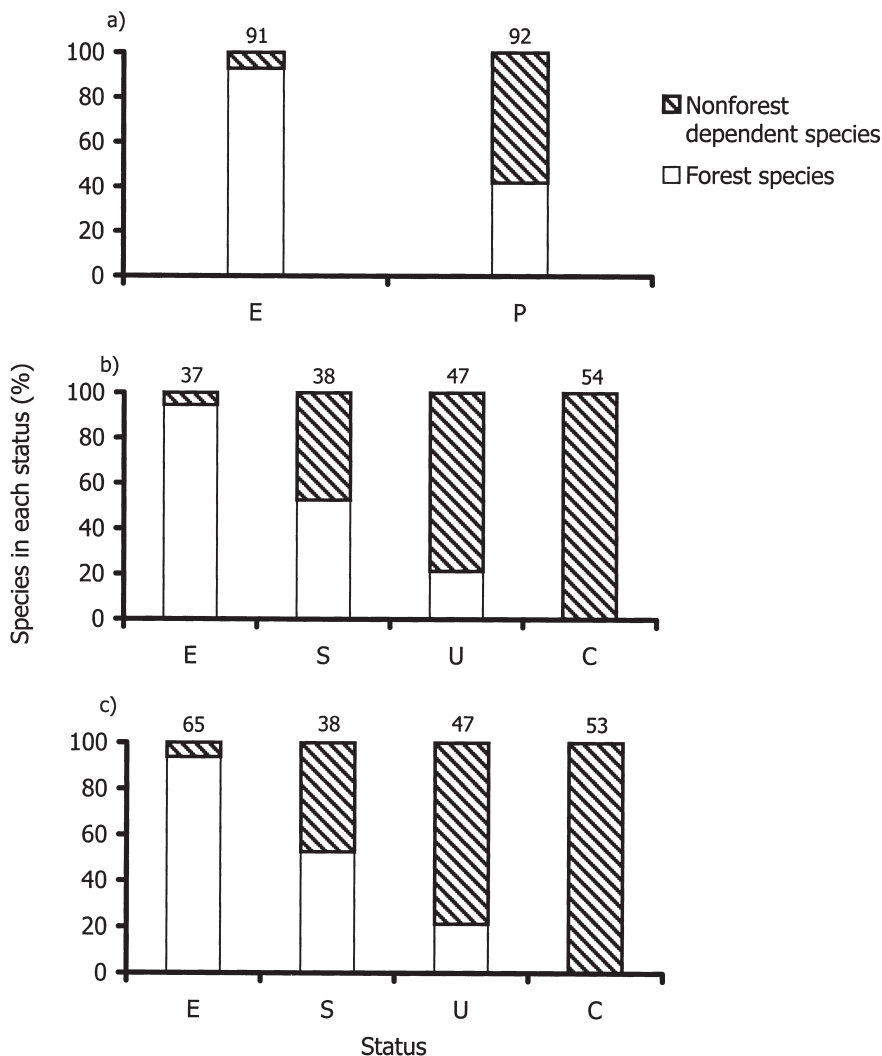 a)
91
92
100
80
60
40
20
0
E
P
Nonforest
dependent species
Forest species
Species in each status (%)
b)
37
38
47
54
100
80
60
40
20
0
E
S
U
C
c)
65
38
47
53
100
80
60
40
20
0
E
S
U
C
Status